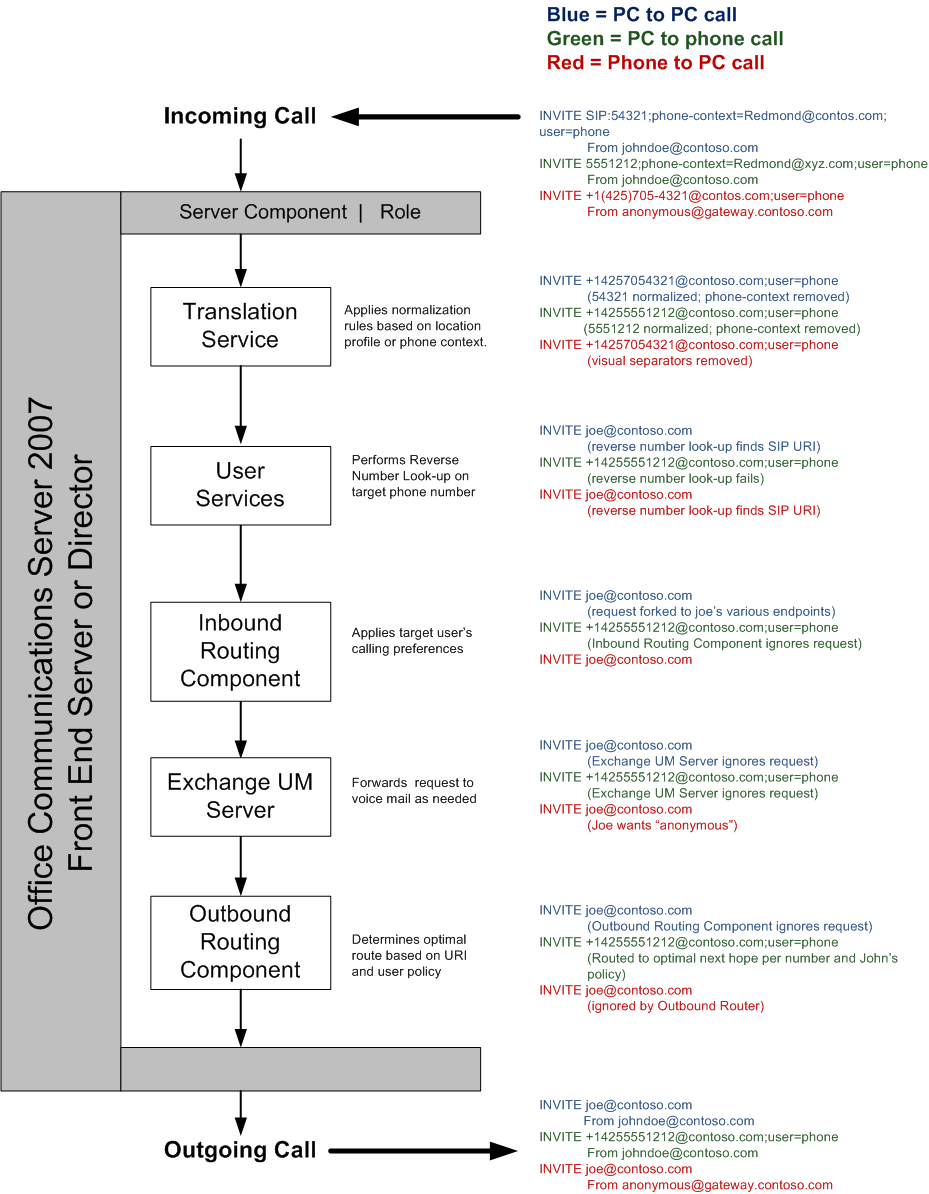 Blue = PC to PC call
Green = PC to phone call
Red = Phone to PC call
Incoming Call
INVITE SIP:54321;phone-context=Redmond@contos.com;
user=phone
From johndoe@contoso.com
INVITE 5551212;phone-context=Redmond@xyz.com;user=phone
From johndoe@contoso.com
INVITE +1(425)705-4321@contos.com;user=phone
From anonymous@gateway.contoso.com
Office Communications Server 2007
Front End Server or Director
Server Component | Role
Translation
Service
Applies normalization
rules based on location
profile or phone context.
INVITE +14257054321@contoso.com;user=phone
(54321 normalized; phone-context removed)
INVITE +14255551212@contoso.com;user=phone
(5551212 normalized; phone-context removed)
INVITE +14257054321@contoso.com;user=phone
(visual separators removed)
User
Services
Performs Reverse
Number Look-up on
target phone number
INVITE joe@contoso.com
(reverse number look-up finds SIP URI)
INVITE +14255551212@contoso.com;user=phone
(reverse number look-up fails)
INVITE joe@contoso.com
(reverse number look-up finds SIP URI)
Inbound
Routing
Component
Applies target user's
calling preferences
INVITE joe@contoso.com
(request forked to joe's various endpoints)
INVITE +14255551212@contoso.com;user=phone
(Inbound Routing Component ignores request)
INVITE joe@contoso.com
Exchange UM
Server
Forwards request to
voice mail as needed
INVITE joe@contoso.com
(Exchange UM Server ignores request)
INVITE +14255551212@contoso.com;user=phone
(Exchange UM Server ignores request)
INVITE joe@contoso.com
(Joe wants “anonymous”)
Outbound
Routing
Component
Determines optimal
route based on URI
and user policy
INVITE joe@contoso.com
(Outbound Routing Component ignores request)
INVITE +14255551212@contoso.com;user=phone
(Routed to optimal next hope per number and John's
policy)
INVITE joe@contoso.com
(ignored by Outbound Router)
Outgoing Call
INVITE joe@contoso.com
From johndoe@contoso.com
INVITE +14255551212@contoso.com;user=phone
From johndoe@contoso.com
INVITE joe@contoso.com
From anonymous@gateway.contoso.com